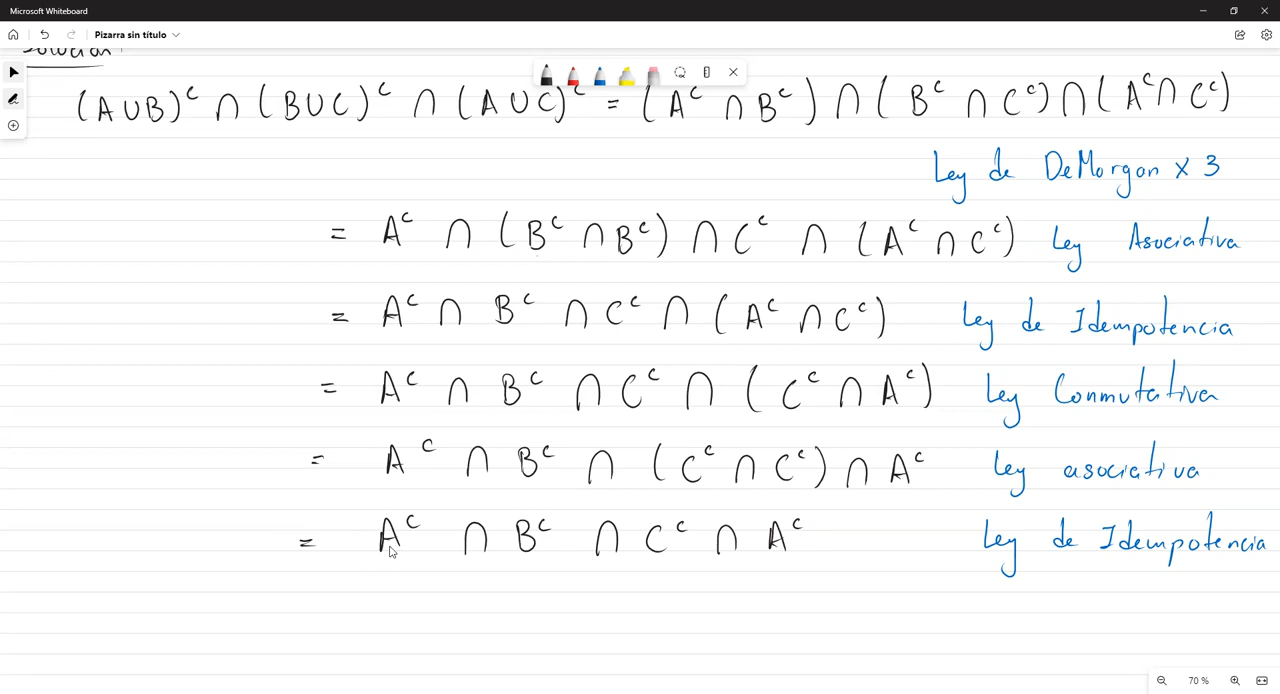 Microsoft Whiteboard
Pizarra sin título
Solución
(A∪B)ᶜ ∩ (B∪C)ᶜ ∩ (A∪C)ᶜ = (Aᶜ ∩ Bᶜ) ∩ (Bᶜ ∩ Cᶜ) ∩ (Aᶜ ∩ Cᶜ)
Ley de DeMorgan x 3
= Aᶜ ∩ (Bᶜ ∩ Bᶜ) ∩ Cᶜ ∩ (Aᶜ ∩ Cᶜ) Ley Asociativa
= Aᶜ ∩ Bᶜ ∩ Cᶜ ∩ (Aᶜ ∩ Cᶜ) Ley de Idempotencia
= Aᶜ ∩ Bᶜ ∩ Cᶜ ∩ (Cᶜ ∩ Aᶜ) Ley Conmutativa
= Aᶜ ∩ Bᶜ ∩ (Cᶜ ∩ Cᶜ) ∩ Aᶜ Ley asociativa
= Aᶜ ∩ Bᶜ ∩ Cᶜ ∩ Aᶜ Ley de Idempotencia
70 %